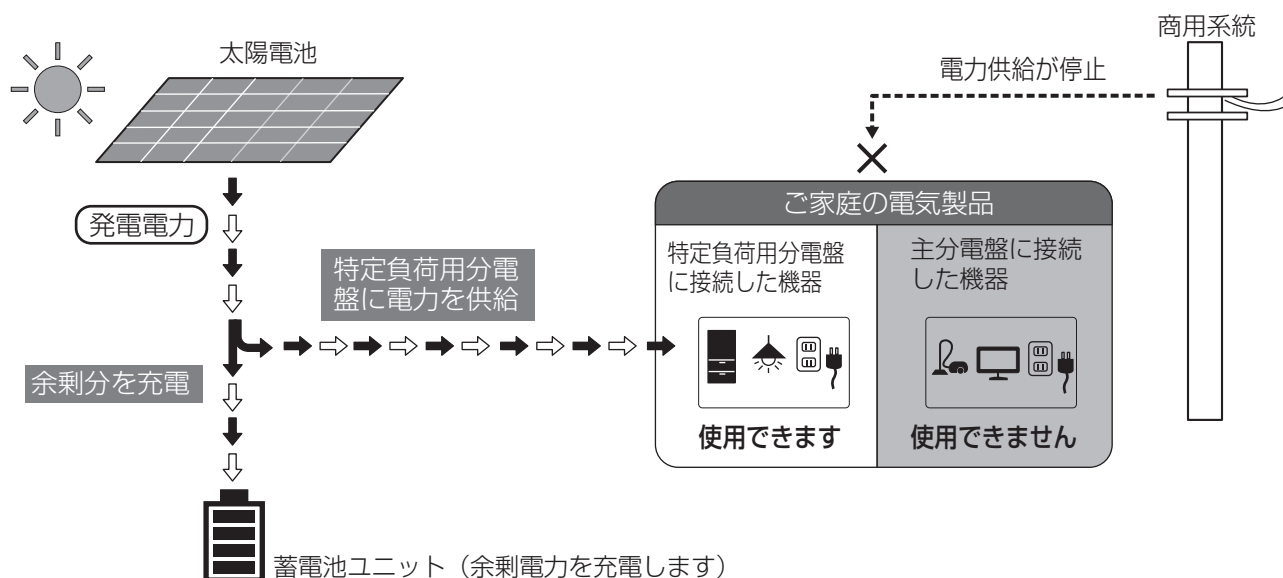 商用系統
太陽電池
電力供給が停止
発電電力
特定負荷用分電
盤に電力を供給
余剰分を充電
ご家庭の電気製品
特定負荷用分電盤
に接続した機器
使用できます
主分電盤に接続
した機器
使用できません
蓄電池ユニット（余剰電力を充電します）